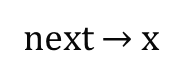 next → x